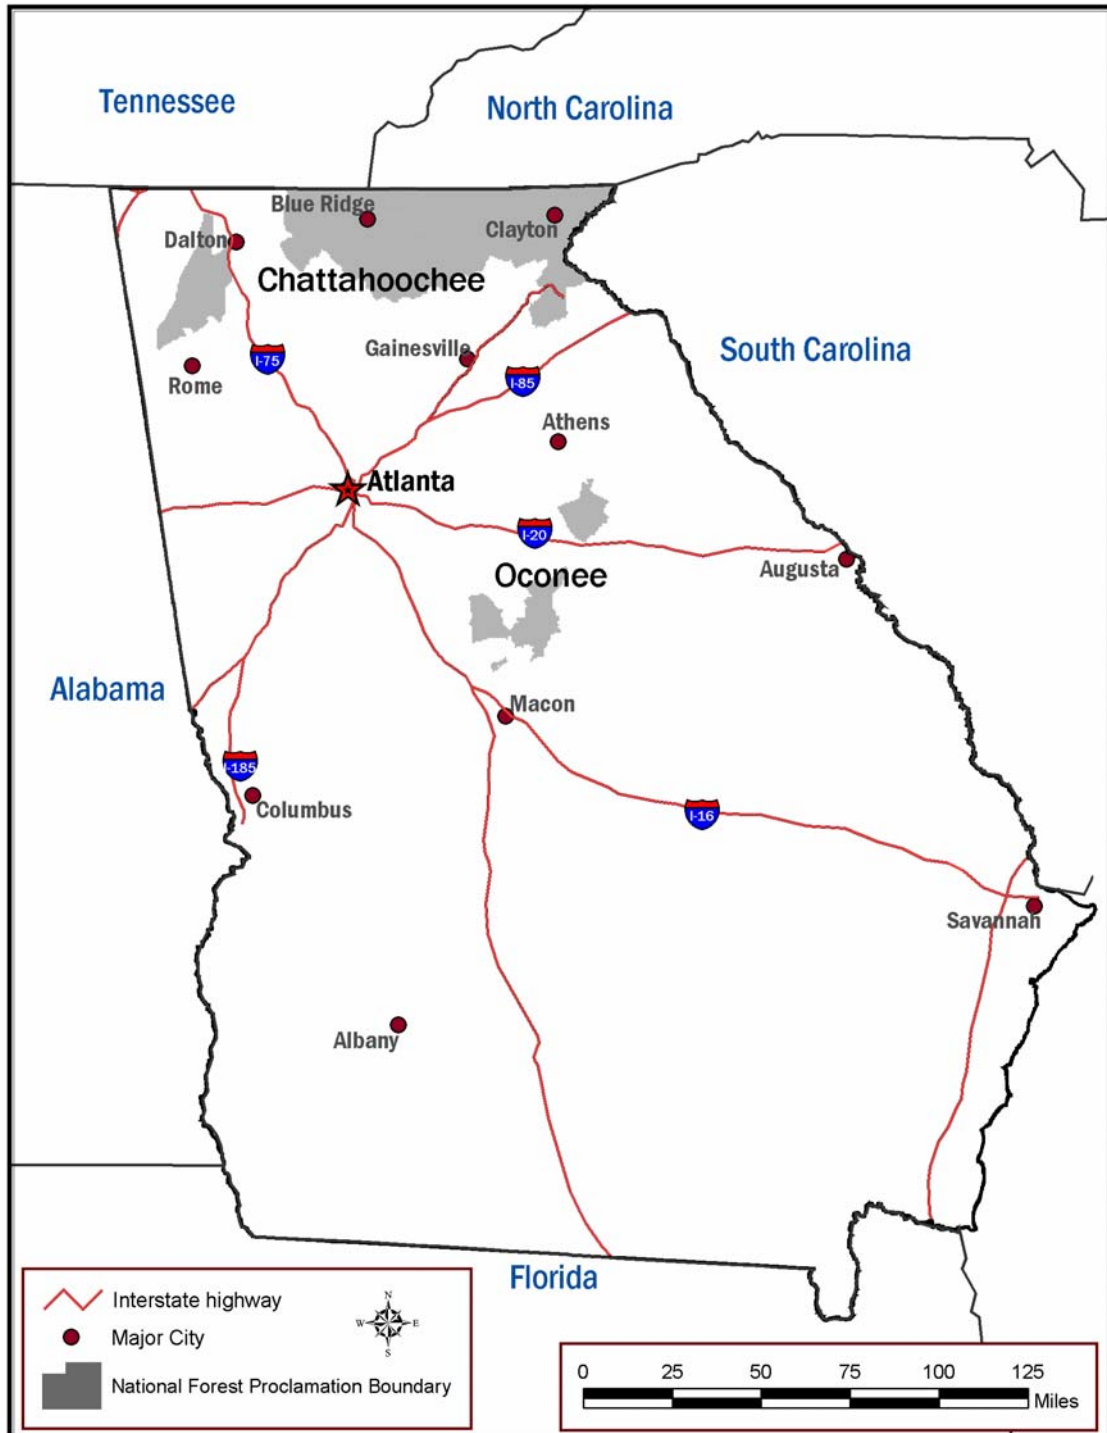 Tennessee
North Carolina
Blue Ridge
Clayton
Dalton
Chattahoochee
South Carolina
Gainesville
I-75
I-85
Rome
Athens
Atlanta
I-20
Augusta
Oconee
Alabama
Macon
I-185
Columbus
I-16
Savannah
Albany
Florida
Interstate highway
Major City
National Forest Proclamation Boundary
N
W E
S
0 25 50 75 100 125
Miles